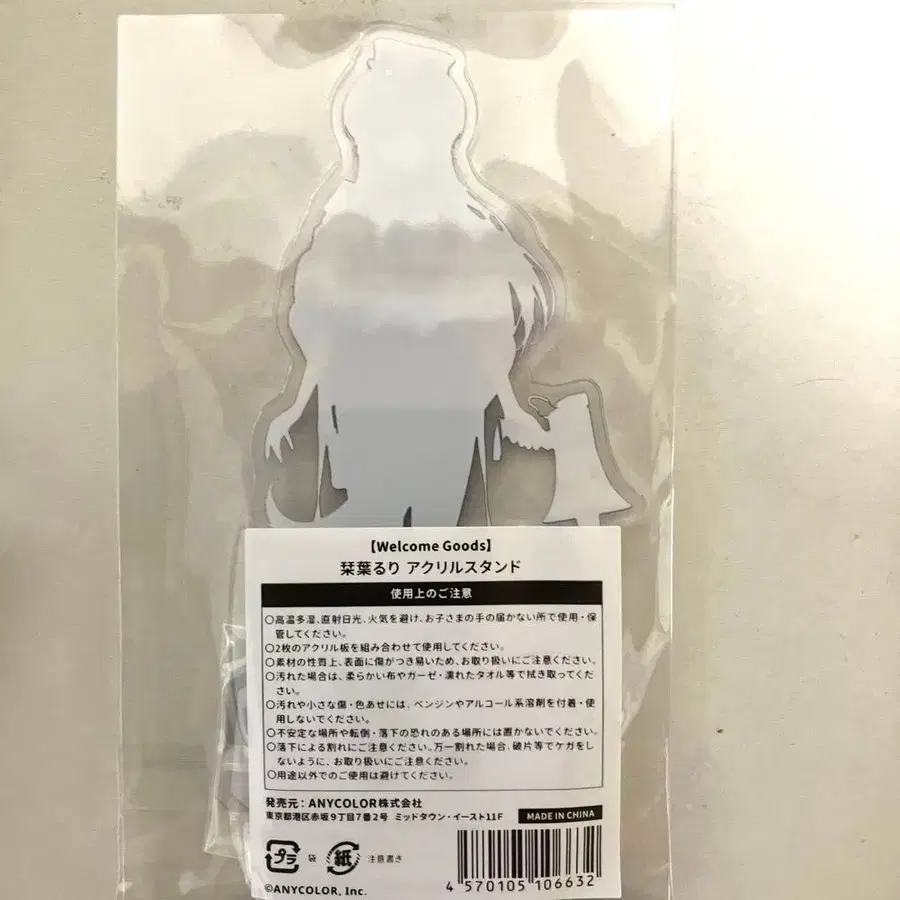 【Welcome Goods】
栞葉るり アクリルスタンド
使用上のご注意
○高温多湿、直射日光、火気を避け、お子さまの手の届かない所で使用・保
管してください。
○2枚のアクリル板を組み合わせて使用してください。
○素材の性質上、表面に傷がつき易いため、お取り扱いにご注意ください。
○汚れた場合は、柔らかい布やガーゼ・濡れたタオル等で拭き取ってくだ
さい。
○汚れや小さな傷・色あせには、ベンジンやアルコール系溶剤を付着・使
用しないでください。
○不安定な場所や転倒・落下の恐れのある場所には置かないでください。
○落下による割れにご注意ください。万一割れた場合、破片等でケガをし
ないように、お取り扱いにご注意ください。
○用途以外でのご使用は避けてください。
発売元：ANYCOLOR株式会社
東京都港区赤坂9丁目7番2号 ミッドタウン・イースト11F
MADE IN CHINA
プラ 袋 紙 注意書き
©ANYCOLOR, Inc.
4 570105 106632